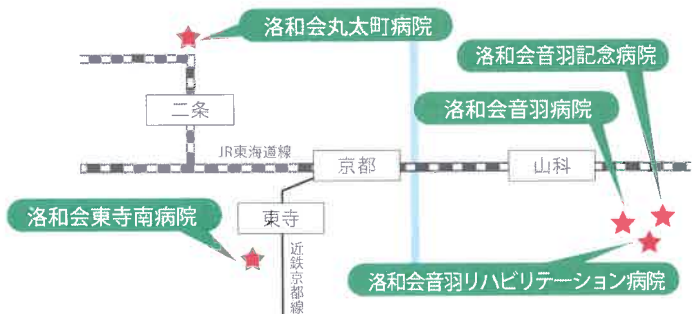 洛和会丸太町病院
洛和会音羽記念病院
二条
洛和会音羽病院
JR東海道線
京都
山科
洛和会東寺南病院
東寺
近鉄京都線
洛和会音羽リハビリテーション病院